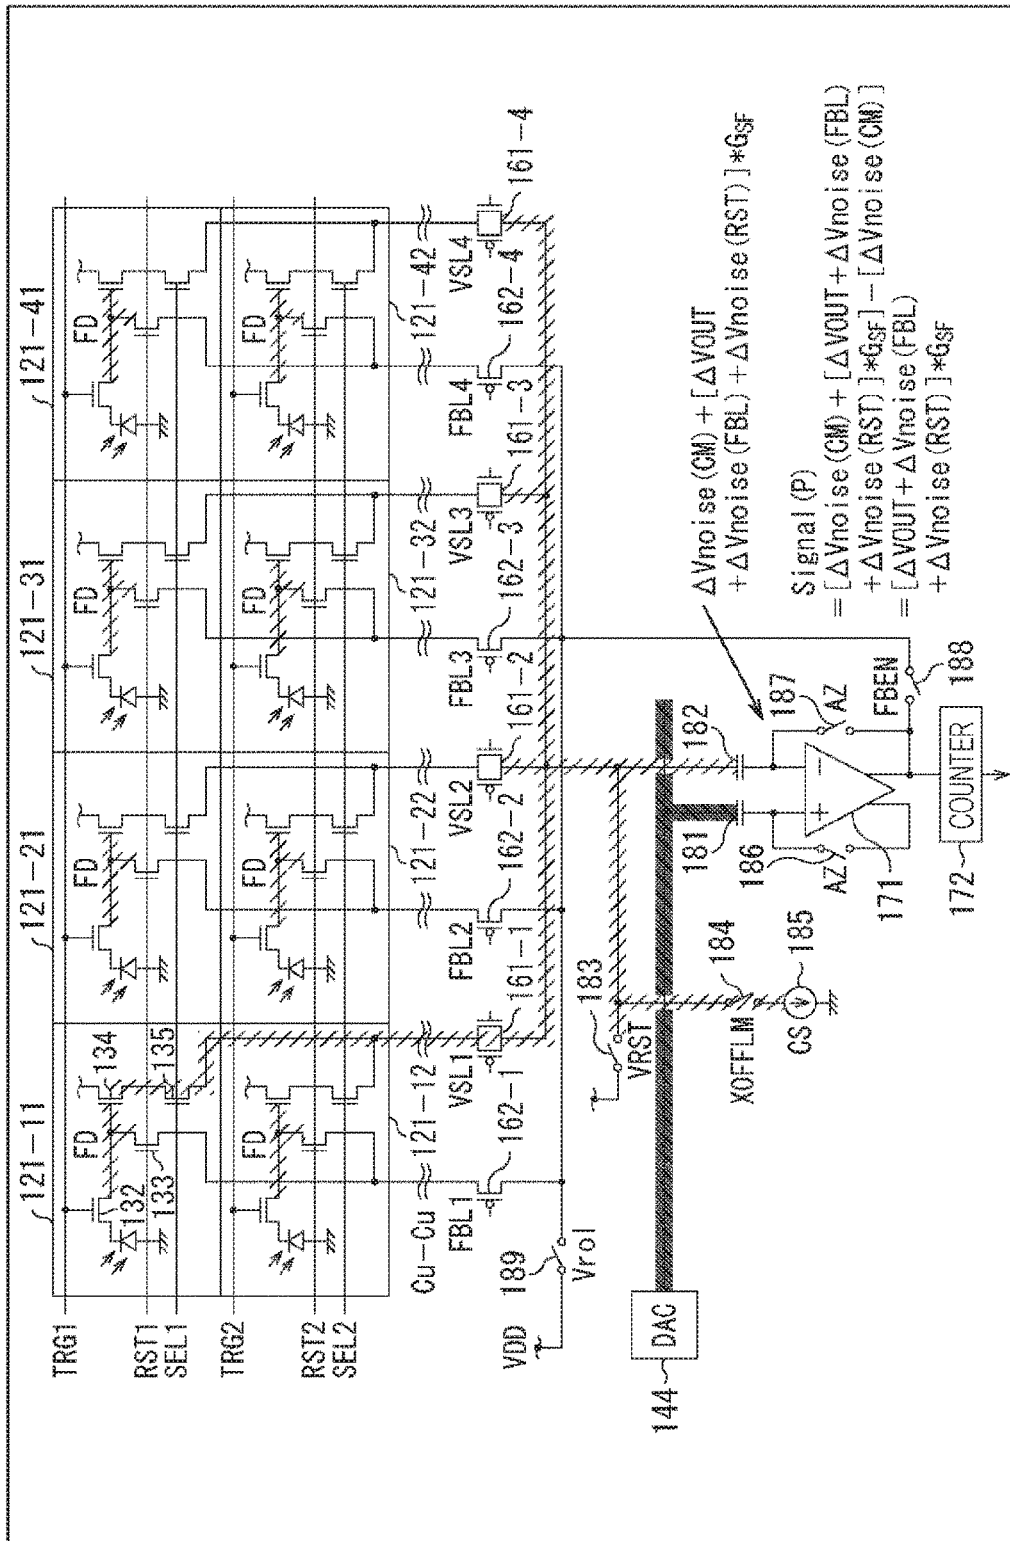 121-11
121-21
121-31
121-41
TRG1
RST1
SEL1
TRG2
RST2
SEL2
FD
134
135
132
133
FD
FD
FD
FD
FD
FD
FD
121-12
121-22
121-32
121-42
Cu-Cu
FBL1
162-1
VSL1
161-1
FBL2
162-2
VSL2
161-2
FBL3
162-3
VSL3
161-3
FBL4
162-4
VSL4
161-4
VDD
189
Vrol
183
VRST
144
DAC
XOFFLM
184
CS
185
181
182
186
AZ
187
AZ
171
172
COUNTER
FBEN
188
ΔVnoise(CM)+[ΔVOUT
+ΔVnoise(FBL)+ΔVnoise(RST)]*GSF
Signal(P)
=[ΔVnoise(CM)+[ΔVOUT+ΔVnoise(FBL)
+ΔVnoise(RST)]*GSF]-[ΔVnoise(CM)]
=[ΔVOUT+ΔVnoise(FBL)
+ΔVnoise(RST)]*GSF